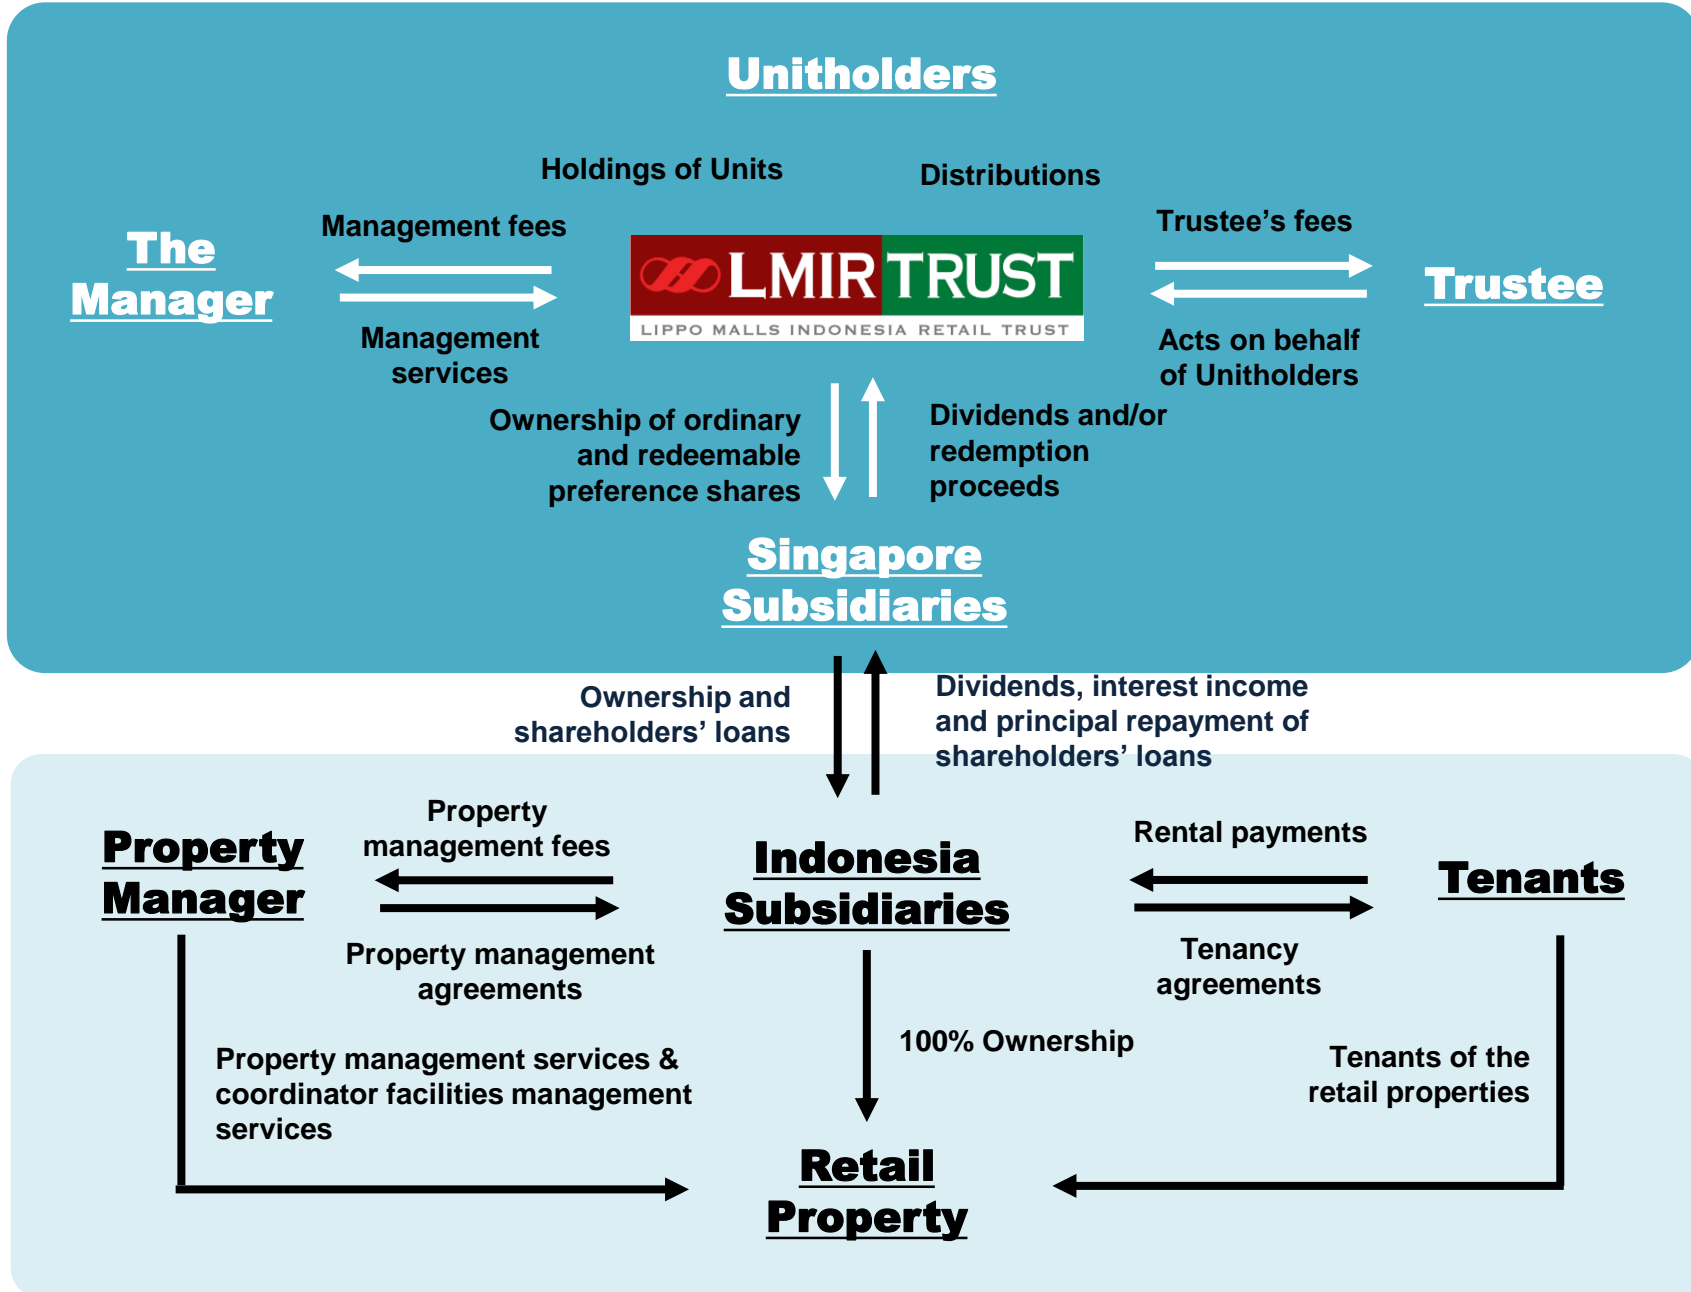 Unitholders
Holdings of Units
Distributions
Management fees
Trustee’s fees
The
Manager
LMIR TRUST
LIPPO MALLS INDONESIA RETAIL TRUST
Trustee
Management
services
Acts on behalf
of Unitholders
Ownership of ordinary
and redeemable
preference shares
Dividends and/or
redemption
proceeds
Singapore
Subsidiaries
Ownership and
shareholders’ loans
Dividends, interest income
and principal repayment of
shareholders’ loans
Property
management fees
Rental payments
Property
Manager
Indonesia
Subsidiaries
Tenants
Property management
agreements
Tenancy
agreements
100% Ownership
Property management services &
coordinator facilities management
services
Tenants of the
retail properties
Retail
Property